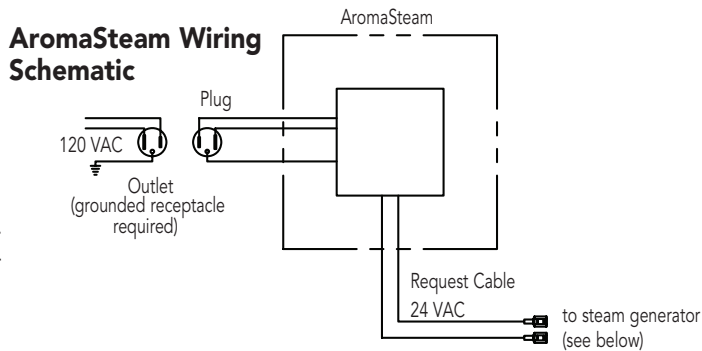 AromaSteam Wiring
Schematic
AromaSteam
Plug
120 VAC
Outlet
(grounded receptacle
required)
Request Cable
24 VAC
to steam generator
(see below)